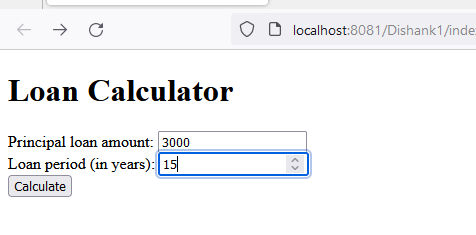 localhost:8081/Dishank1/inde
Loan Calculator
Principal loan amount: 3000
Loan period (in years): 15
Calculate